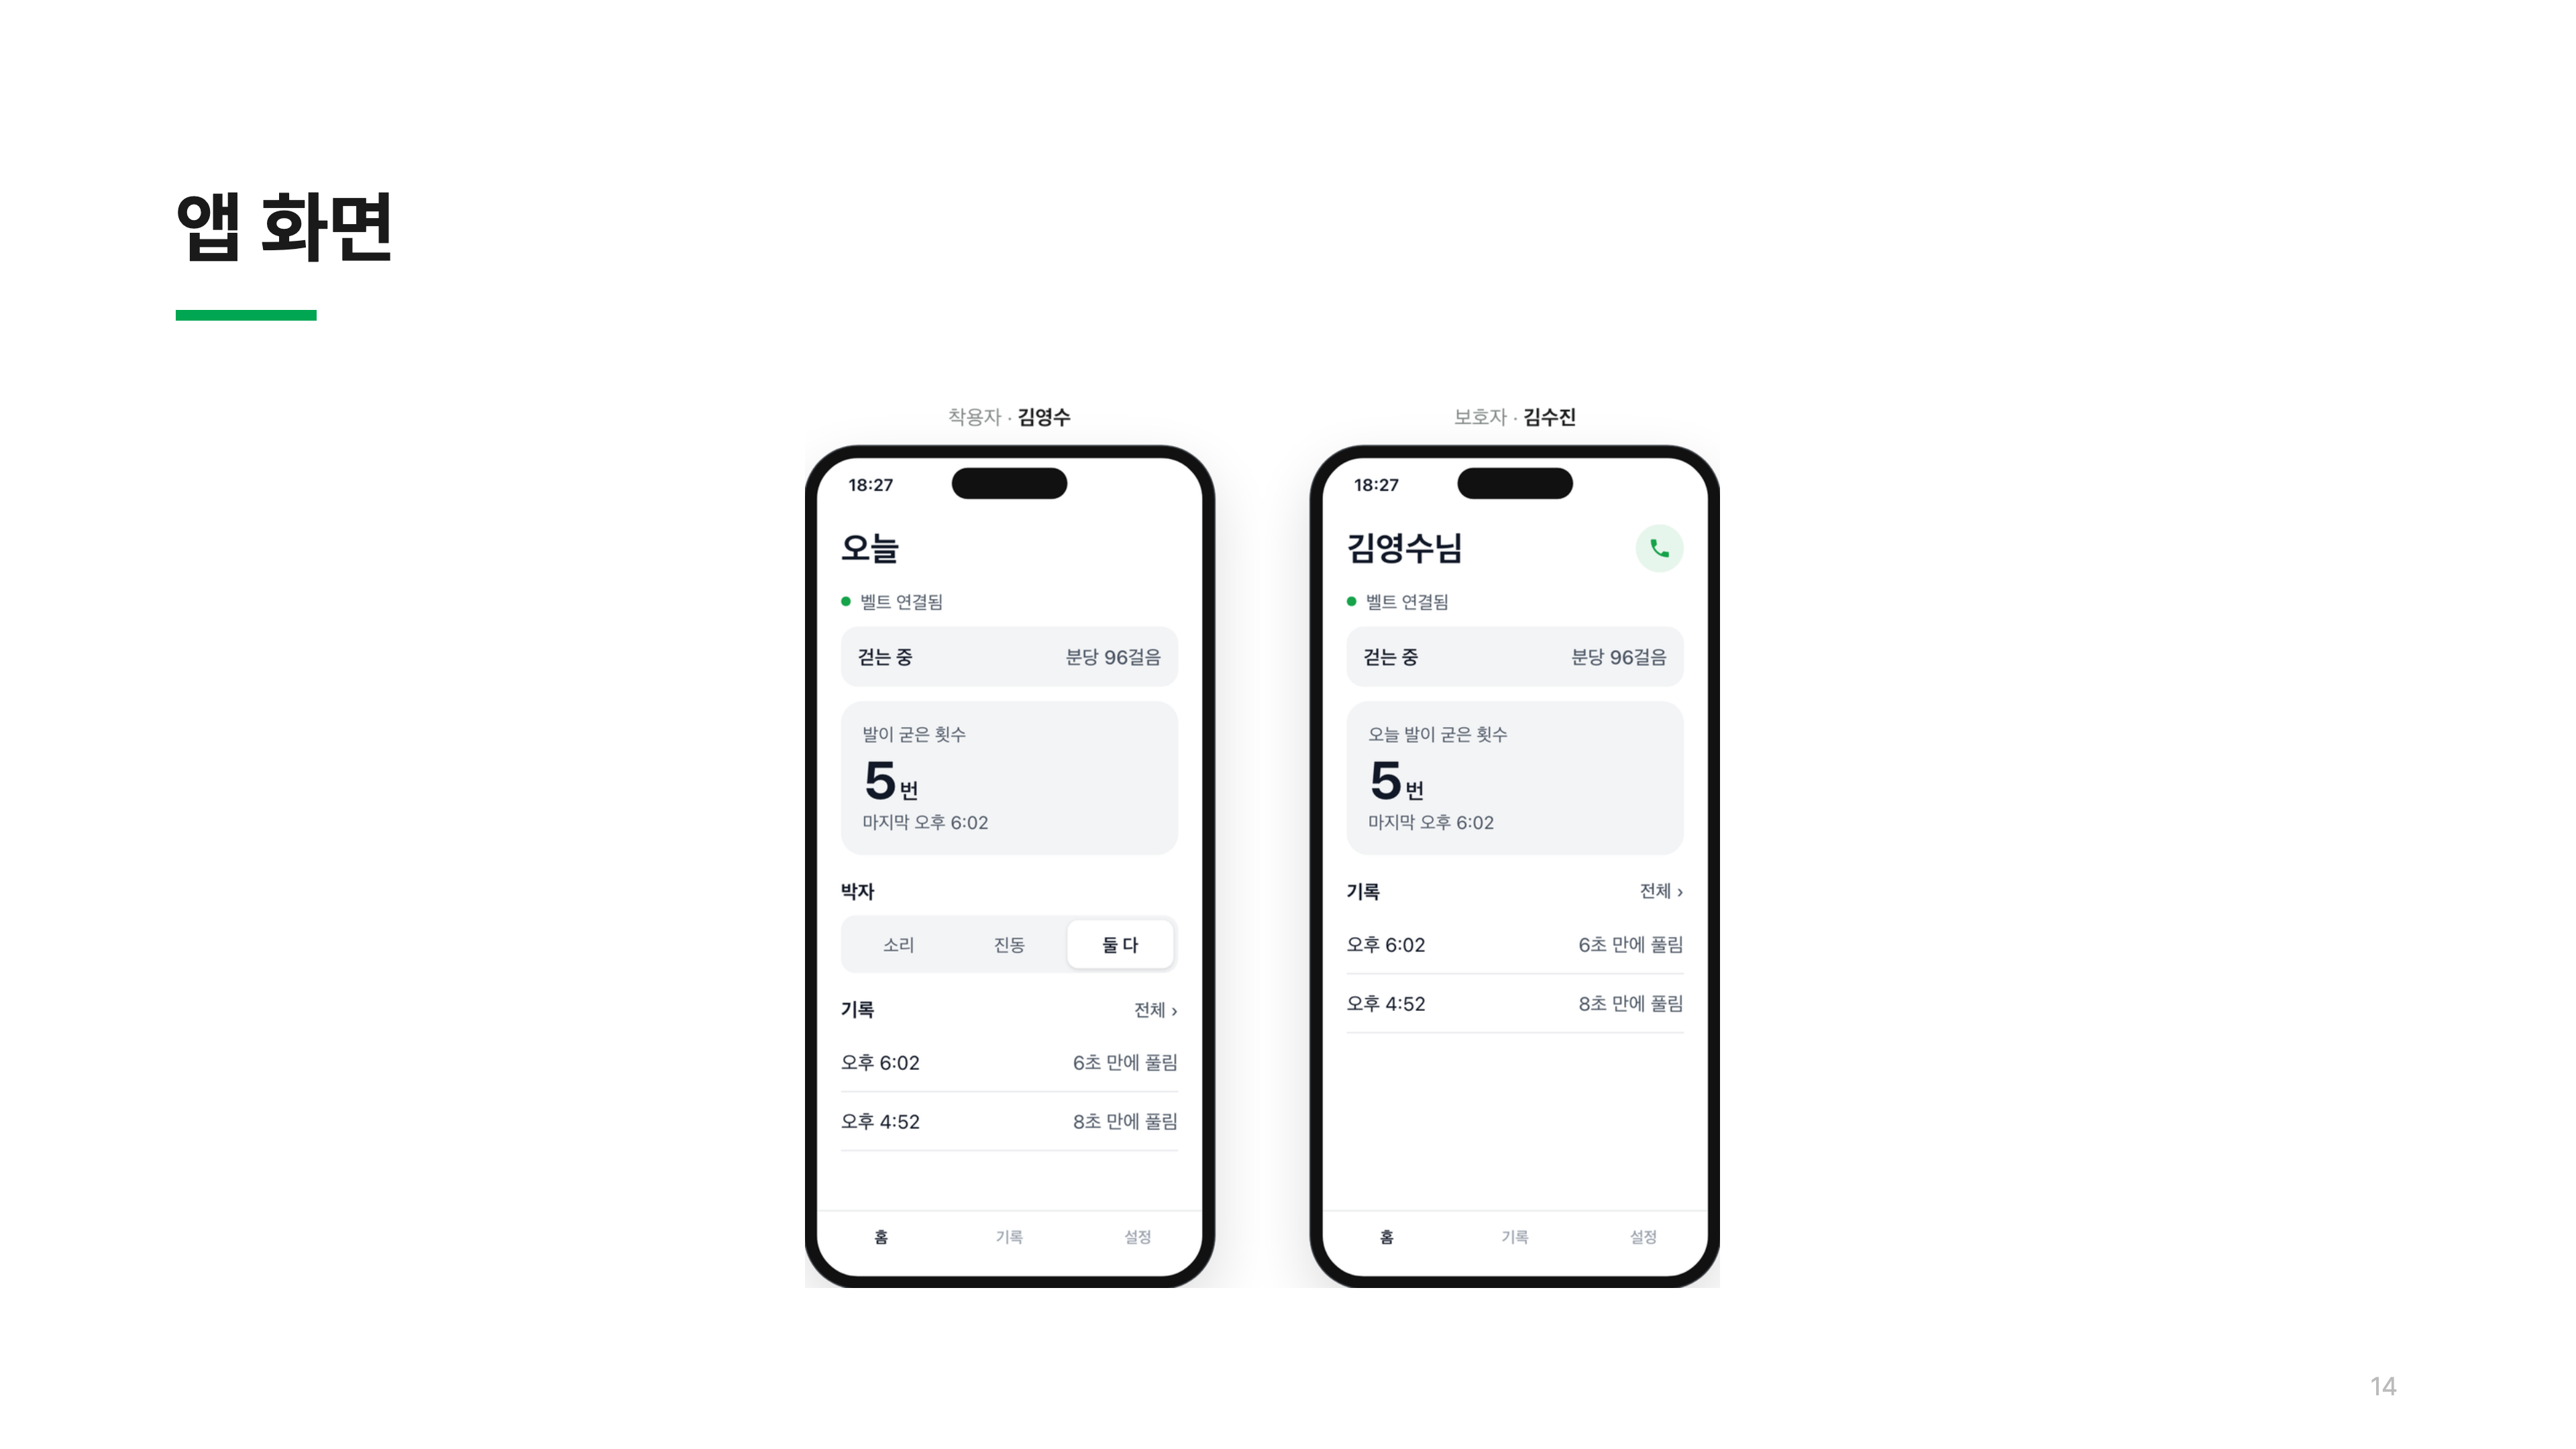 앱 화면
착용자 · 김영수
18:27
오늘
벨트 연결됨
걷는 중 분당 96걸음
발이 굳은 횟수
5번
마지막 오후 6:02
박자
소리 진동 둘 다
기록 전체 ›
오후 6:02 6초 만에 풀림
오후 4:52 8초 만에 풀림
홈 기록 설정
보호자 · 김수진
18:27
김영수님
벨트 연결됨
걷는 중 분당 96걸음
오늘 발이 굳은 횟수
5번
마지막 오후 6:02
기록 전체 ›
오후 6:02 6초 만에 풀림
오후 4:52 8초 만에 풀림
홈 기록 설정
14